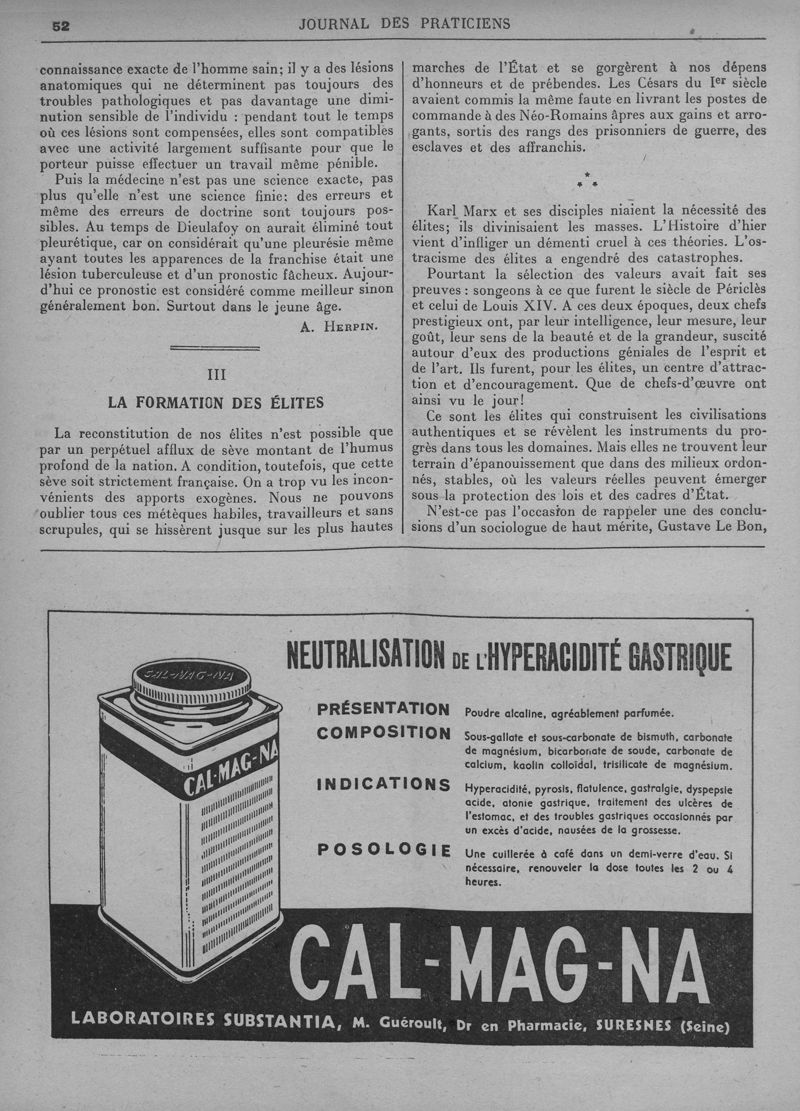 52
JOURNAL DES PRATICIENS
connaissance exacte de l'homme sain; il y a des lésions
anatomiques qui ne déterminent pas toujours des
troubles pathologiques et pas davantage une dimi-
nution sensible de l'individu : pendant tout le temps
où ces lésions sont compensées, elles sont compatibles
avec une activité largement suffisante pour que le
porteur puisse effectuer un travail même pénible.
Puis la médecine n'est pas une science exacte, pas
plus qu'elle n'est une science finie: des erreurs et
même des erreurs de doctrine sont toujours pos-
sibles. Au temps de Dieulafoy on aurait éliminé tout
pleurétique, car on considérait qu'une pleurésie même
ayant toutes les apparences de la franchise était une
lésion tuberculeuse et d'un pronostic fâcheux. Aujour-
d'hui ce pronostic est considéré comme meilleur sinon
généralement bon. Surtout dans le jeune âge.
A. HERPIN.
III
LA FORMATION DES ÉLITES
La reconstitution de nos élites n'est possible que
par un perpétuel afflux de sève montant de l'humus
profond de la nation. A condition, toutefois, que cette
sève soit strictement française. On a trop vu les incon-
vénients des apports exogènes. Nous ne pouvons
oublier tous ces métèques habiles, travailleurs et sans
scrupules, qui se hissèrent jusque sur les plus hautes
marches de l'État et se gorgèrent à nos dépens
d'honneurs et de prébendes. Les Césars du Ier siècle
avaient commis la même faute en livrant les postes de
commande à des Néo-Romains âpres aux gains et arro-
gants, sortis des rangs des prisonniers de guerre, des
esclaves et des affranchis.
*
* *
Karl Marx et ses disciples niaient la nécessité des
élites; ils divinisaient les masses. L'Histoire d'hier
vient d'infliger un démenti cruel à ces théories. L'os-
tracisme des élites a engendré des catastrophes.
Pourtant la sélection des valeurs avait fait ses
preuves : songeons à ce que furent le siècle de Périclès
et celui de Louis XIV. A ces deux époques, deux chefs
prestigieux ont, par leur intelligence, leur mesure, leur
goût, leur sens de la beauté et de la grandeur, suscité
autour d'eux des productions géniales de l'esprit et
de l'art. Ils furent, pour les élites, un centre d'attrac-
tion et d'encouragement. Que de chefs-d'œuvre ont
ainsi vu le jour!
Ce sont les élites qui construisent les civilisations
authentiques et se révèlent les instruments du pro-
grès dans tous les domaines. Mais elles ne trouvent leur
terrain d'épanouissement que dans des milieux ordon-
nés, stables, où les valeurs réelles peuvent émerger
sous la protection des lois et des cadres d'État.
N'est-ce pas l'occasion de rappeler une des conclu-
sions d'un sociologue de haut mérite, Gustave Le Bon,
NEUTRALISATION DE L'HYPERACIDITÉ GASTRIQUE
CAL-MAG-NA
CAL-MAG-NA
PRÉSENTATION Poudre alcaline, agréablement parfumée.
COMPOSITION Sous-gallate et sous-carbonate de bismuth, carbonate
de magnésium, bicarbonate de soude, carbonate de
calcium, kaolin colloïdal, trisilicate de magnésium.
INDICATIONS Hyperacidité, pyrosis, flatulence, gastralgie, dyspepsie
acide, atonie gastrique, traitement des ulcères de
l'estomac, et des troubles gastriques occasionnés par
un excès d'acide, nausées de la grossesse.
POSOLOGIE Une cuillerée à café dans un demi-verre d'eau. Si
nécessaire, renouveler la dose toutes les 2 ou 4
heures.
CAL-MAG-NA
LABORATOIRES SUBSTANTIA, M. Guéroult, Dr en Pharmacie, SURESNES (Seine)